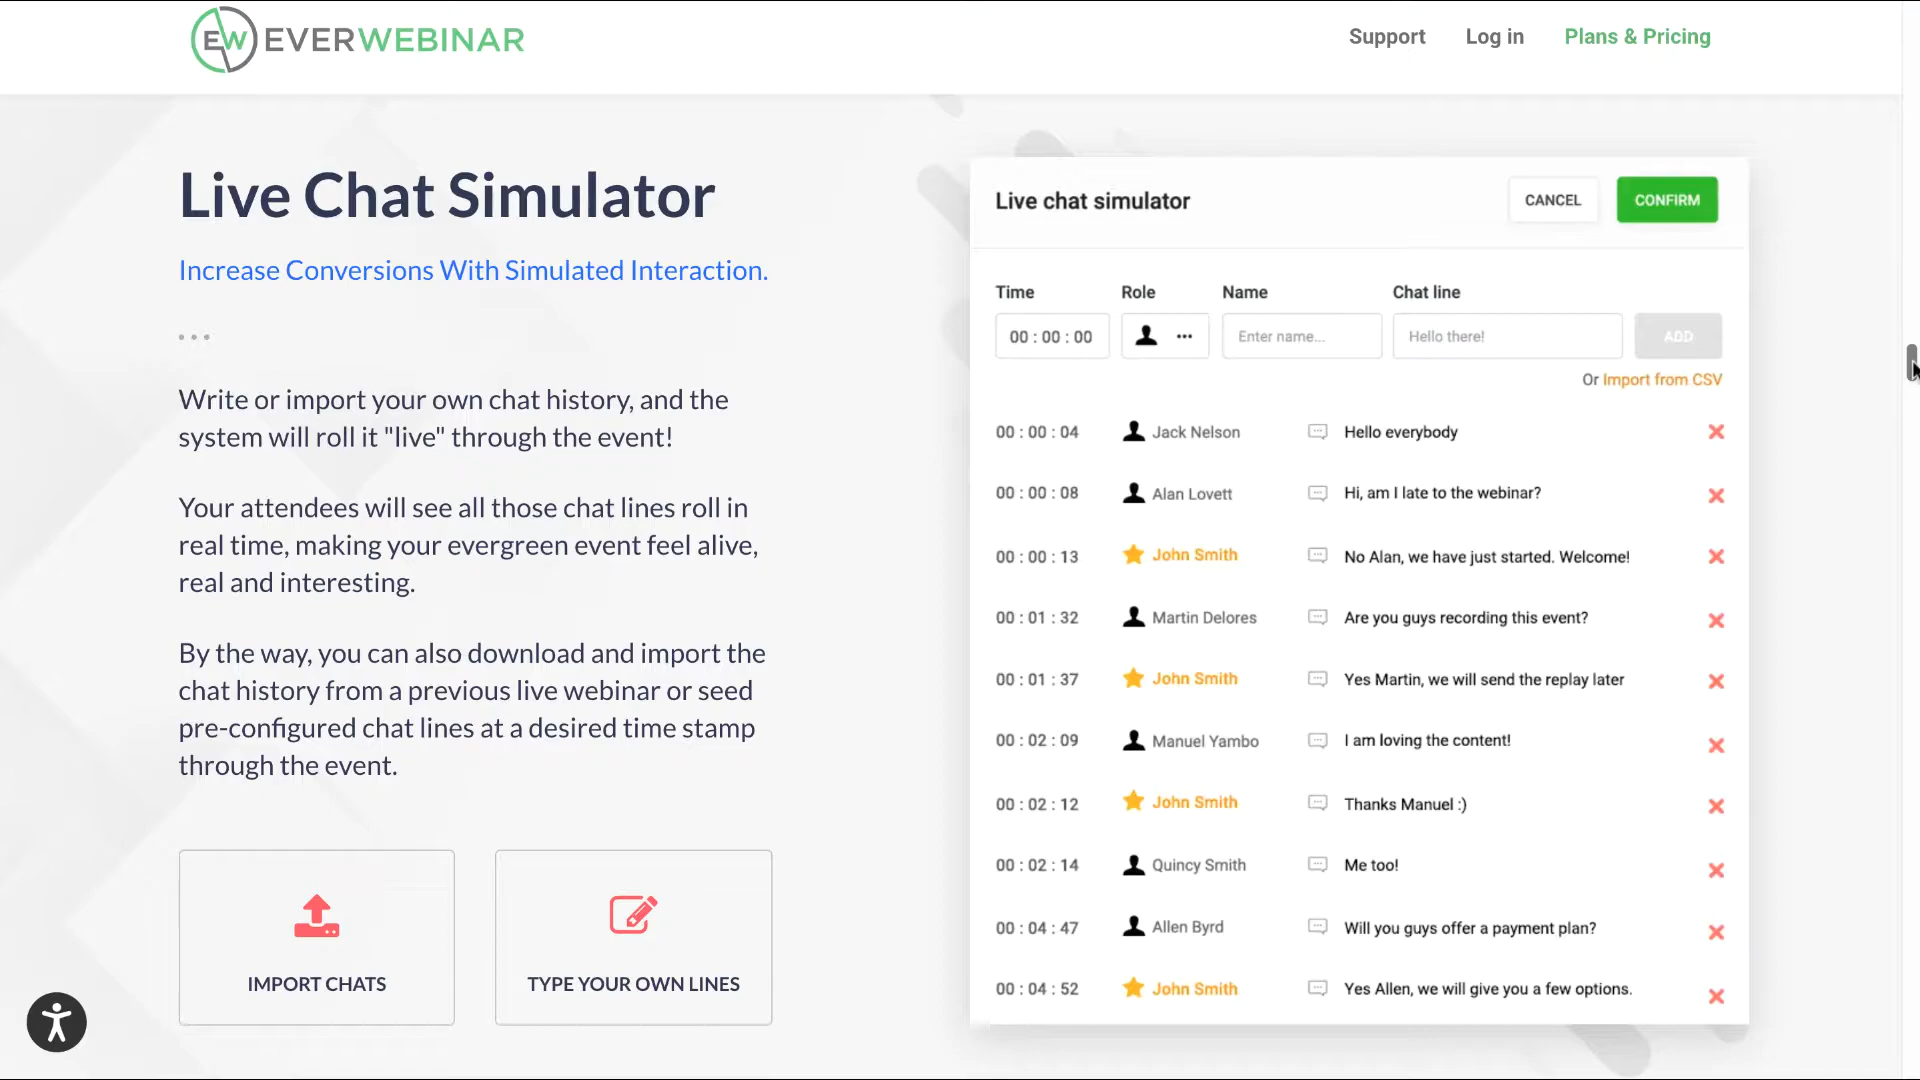 EW EVERWEBINAR
Support Log in Plans & Pricing
Live Chat Simulator
Increase Conversions With Simulated Interaction.
Write or import your own chat history, and the
system will roll it "live" through the event!
Your attendees will see all those chat lines roll in
real time, making your evergreen event feel alive,
real and interesting.
By the way, you can also download and import the
chat history from a previous live webinar or seed
pre-configured chat lines at a desired time stamp
through the event.
IMPORT CHATS
TYPE YOUR OWN LINES
Live chat simulator CANCEL CONFIRM
Time Role Name Chat line
00 : 00 : 00 Enter name... Hello there! ADD
Or Import from CSV
00 : 00 : 04 Jack Nelson Hello everybody
00 : 00 : 08 Alan Lovett Hi, am I late to the webinar?
00 : 00 : 13 John Smith No Alan, we have just started. Welcome!
00 : 01 : 32 Martin Delores Are you guys recording this event?
00 : 01 : 37 John Smith Yes Martin, we will send the replay later
00 : 02 : 09 Manuel Yambo I am loving the content!
00 : 02 : 12 John Smith Thanks Manuel :)
00 : 02 : 14 Quincy Smith Me too!
00 : 04 : 47 Allen Byrd Will you guys offer a payment plan?
00 : 04 : 52 John Smith Yes Allen, we will give you a few options.